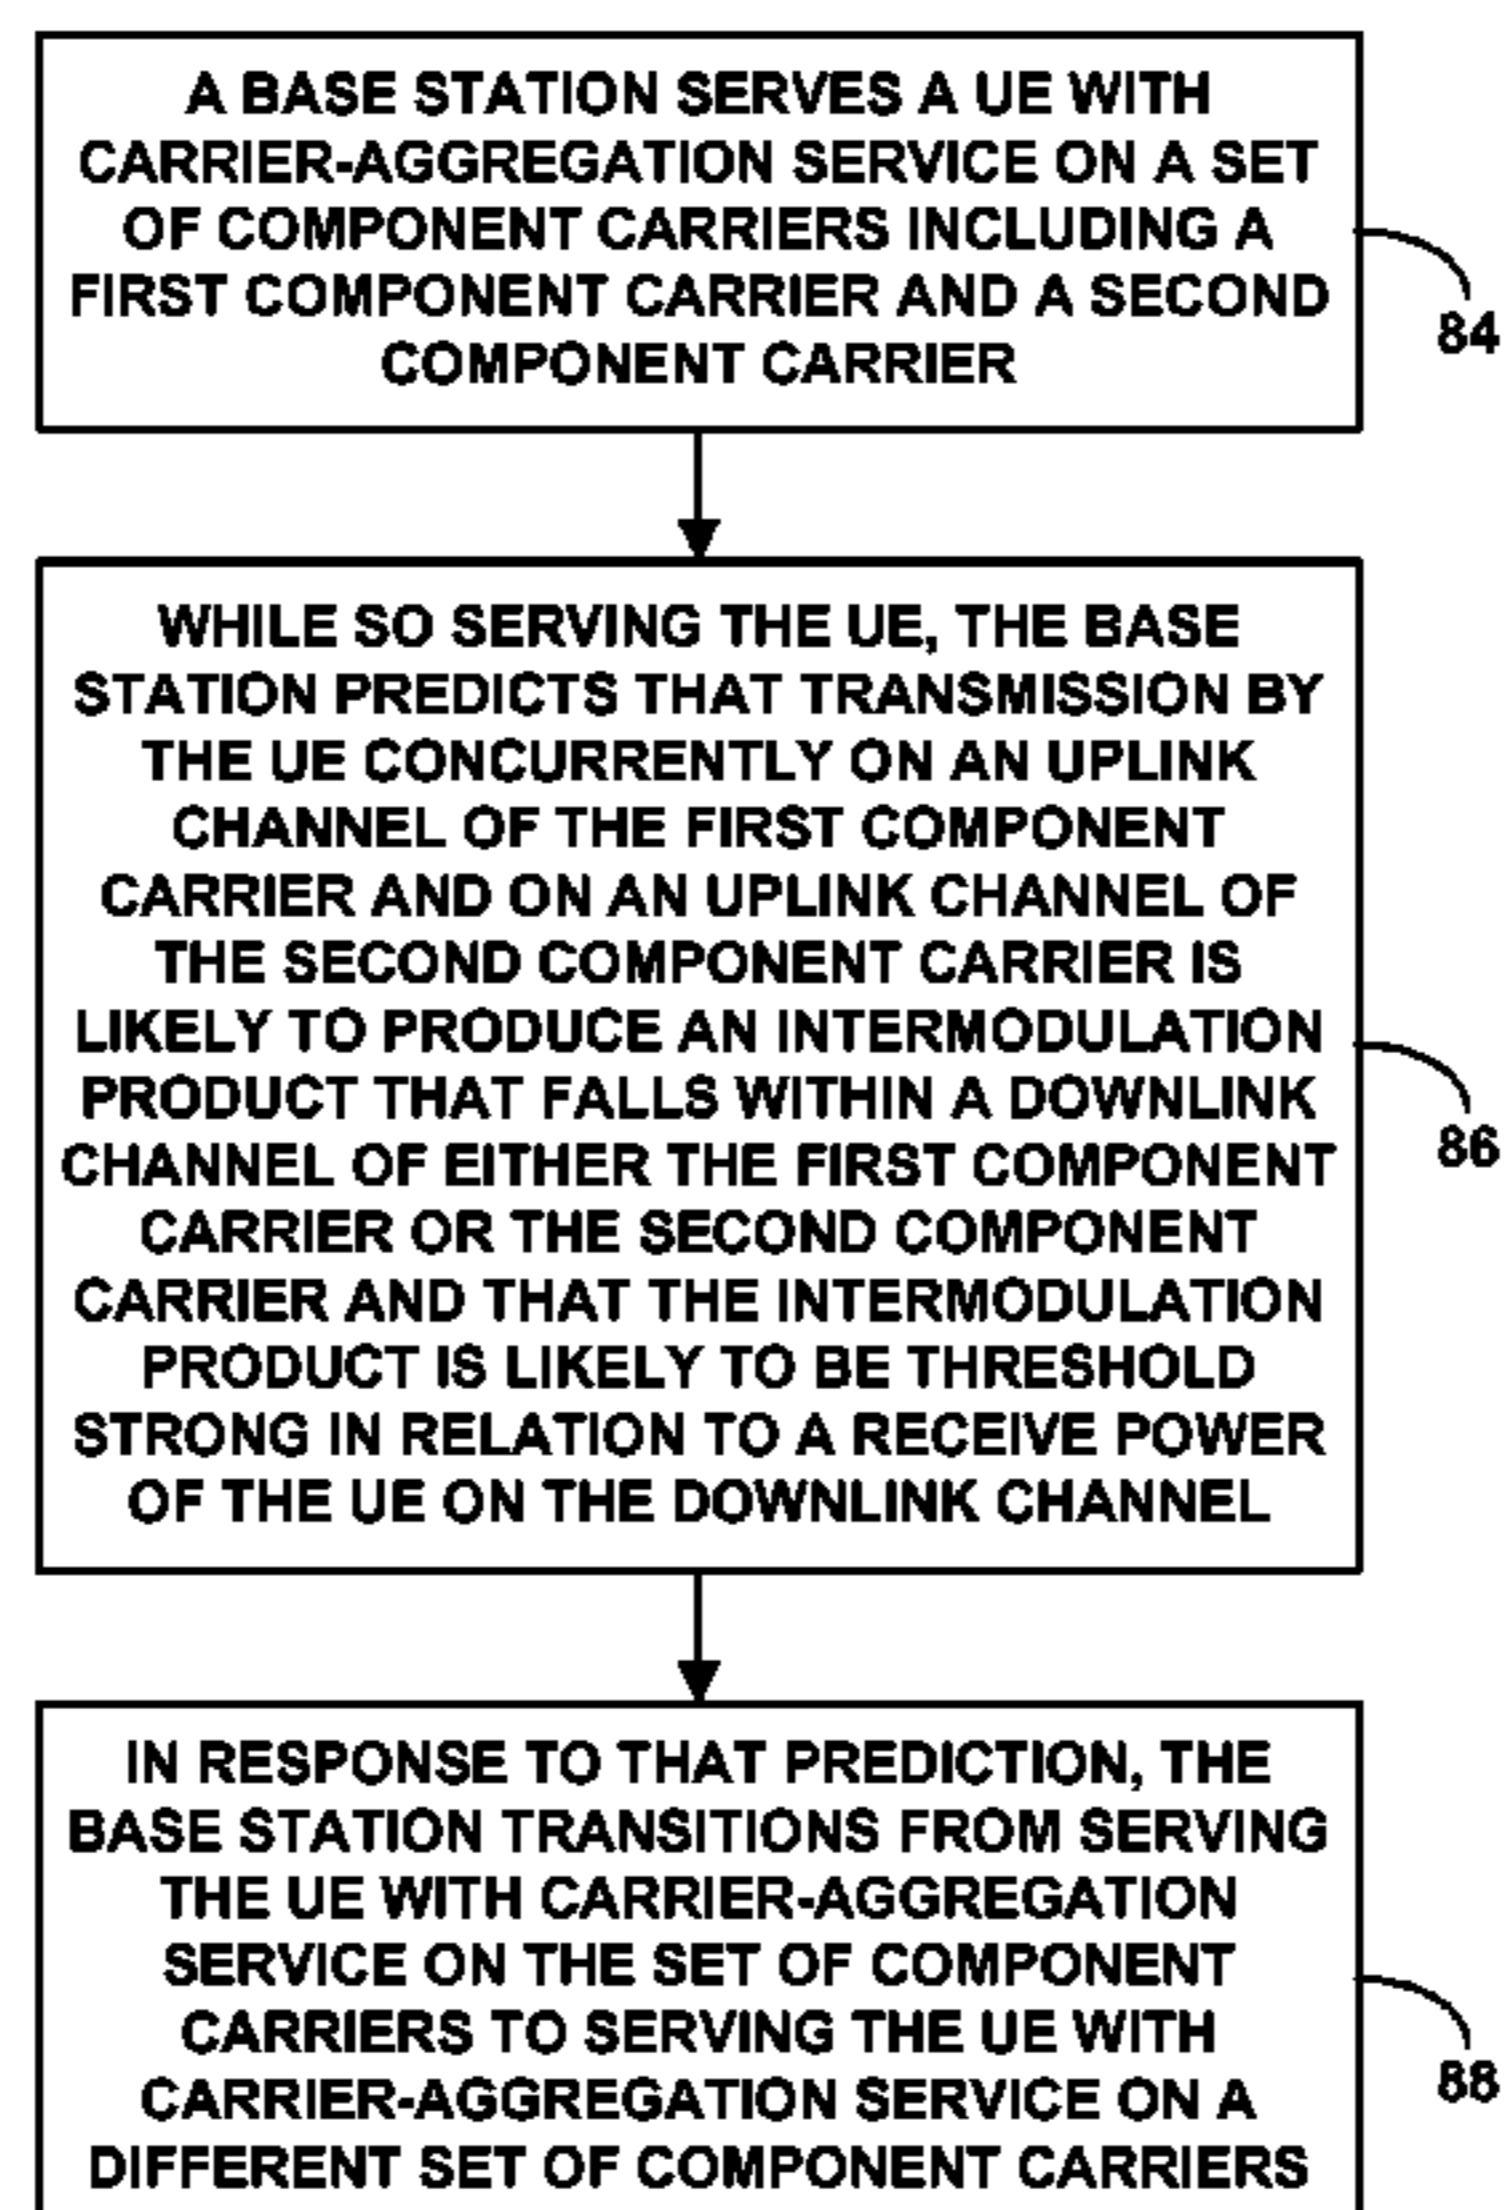 A BASE STATION SERVES A UE WITH
CARRIER-AGGREGATION SERVICE ON A SET
OF COMPONENT CARRIERS INCLUDING A
FIRST COMPONENT CARRIER AND A SECOND
COMPONENT CARRIER
84
WHILE SO SERVING THE UE, THE BASE
STATION PREDICTS THAT TRANSMISSION BY
THE UE CONCURRENTLY ON AN UPLINK
CHANNEL OF THE FIRST COMPONENT
CARRIER AND ON AN UPLINK CHANNEL OF
THE SECOND COMPONENT CARRIER IS
LIKELY TO PRODUCE AN INTERMODULATION
PRODUCT THAT FALLS WITHIN A DOWNLINK
CHANNEL OF EITHER THE FIRST COMPONENT
CARRIER OR THE SECOND COMPONENT
CARRIER AND THAT THE INTERMODULATION
PRODUCT IS LIKELY TO BE THRESHOLD
STRONG IN RELATION TO A RECEIVE POWER
OF THE UE ON THE DOWNLINK CHANNEL
86
IN RESPONSE TO THAT PREDICTION, THE
BASE STATION TRANSITIONS FROM SERVING
THE UE WITH CARRIER-AGGREGATION
SERVICE ON THE SET OF COMPONENT
CARRIERS TO SERVING THE UE WITH
CARRIER-AGGREGATION SERVICE ON A
DIFFERENT SET OF COMPONENT CARRIERS
88